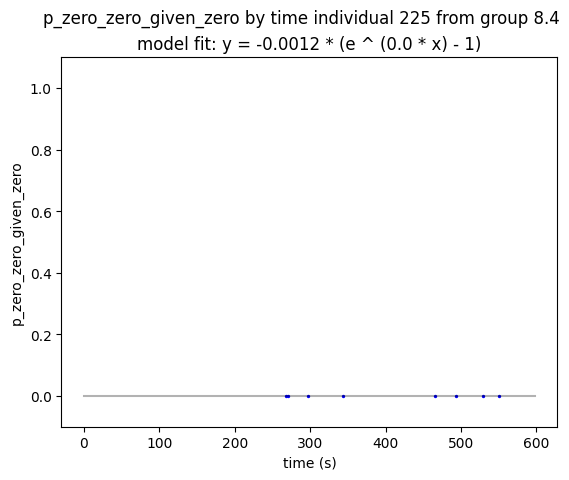 p_zero_zero_given_zero by time individual 225 from group 8.4
model fit: y = -0.0012 * (e ^ (0.0 * x) - 1)
1.0
0.8
0.6
0.4
0.2
0.0
p_zero_zero_given_zero
0 100 200 300 400 500 600
time (s)